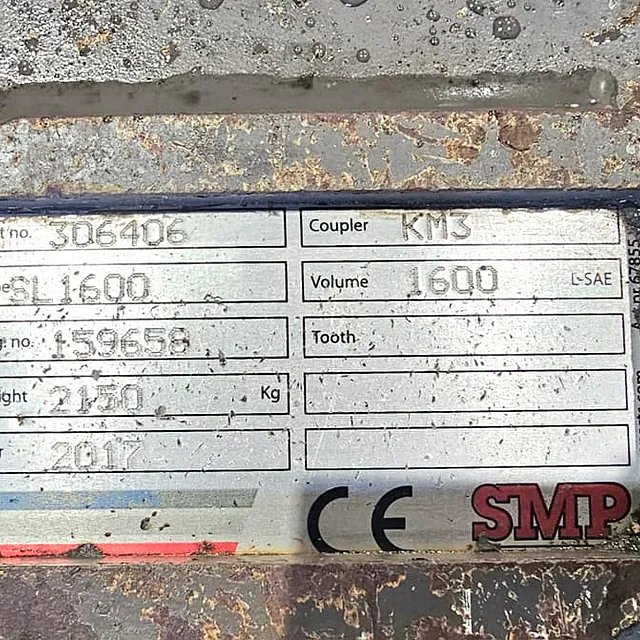 t no. 306406 Coupler KM3
e SL1600 Volume 1600 L-SAE
. no. 159658 Tooth
ight 2150 Kg
r 2017
CE SMP